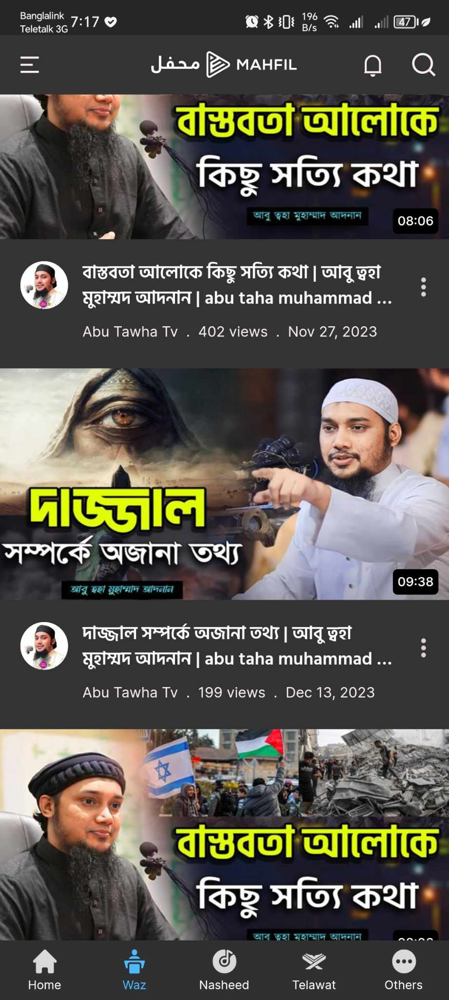 Banglalink
Teletalk 3G
7:17
196
B/s
47
محفل MAHFIL
বাস্তবতা আলোকে
কিছু সত্যি কথা
আবু ত্বহা মুহাম্মাদ আদনান
08:06
বাস্তবতা আলোকে কিছু সত্যি কথা | আবু ত্বহা
মুহাম্মদ আদনান | abu taha muhammad ...
Abu Tawha Tv . 402 views . Nov 27, 2023
দাজ্জাল
সম্পর্কে অজানা তথ্য
আবু ত্বহা মুহাম্মাদ আদনান
09:38
দাজ্জাল সম্পর্কে অজানা তথ্য | আবু ত্বহা
মুহাম্মদ আদনান | abu taha muhammad ...
Abu Tawha Tv . 199 views . Dec 13, 2023
বাস্তবতা আলোকে
কিছু সত্যি কথা
আবু ত্বহা মুহাম্মাদ আদনান
Home
Waz
Nasheed
Telawat
Others